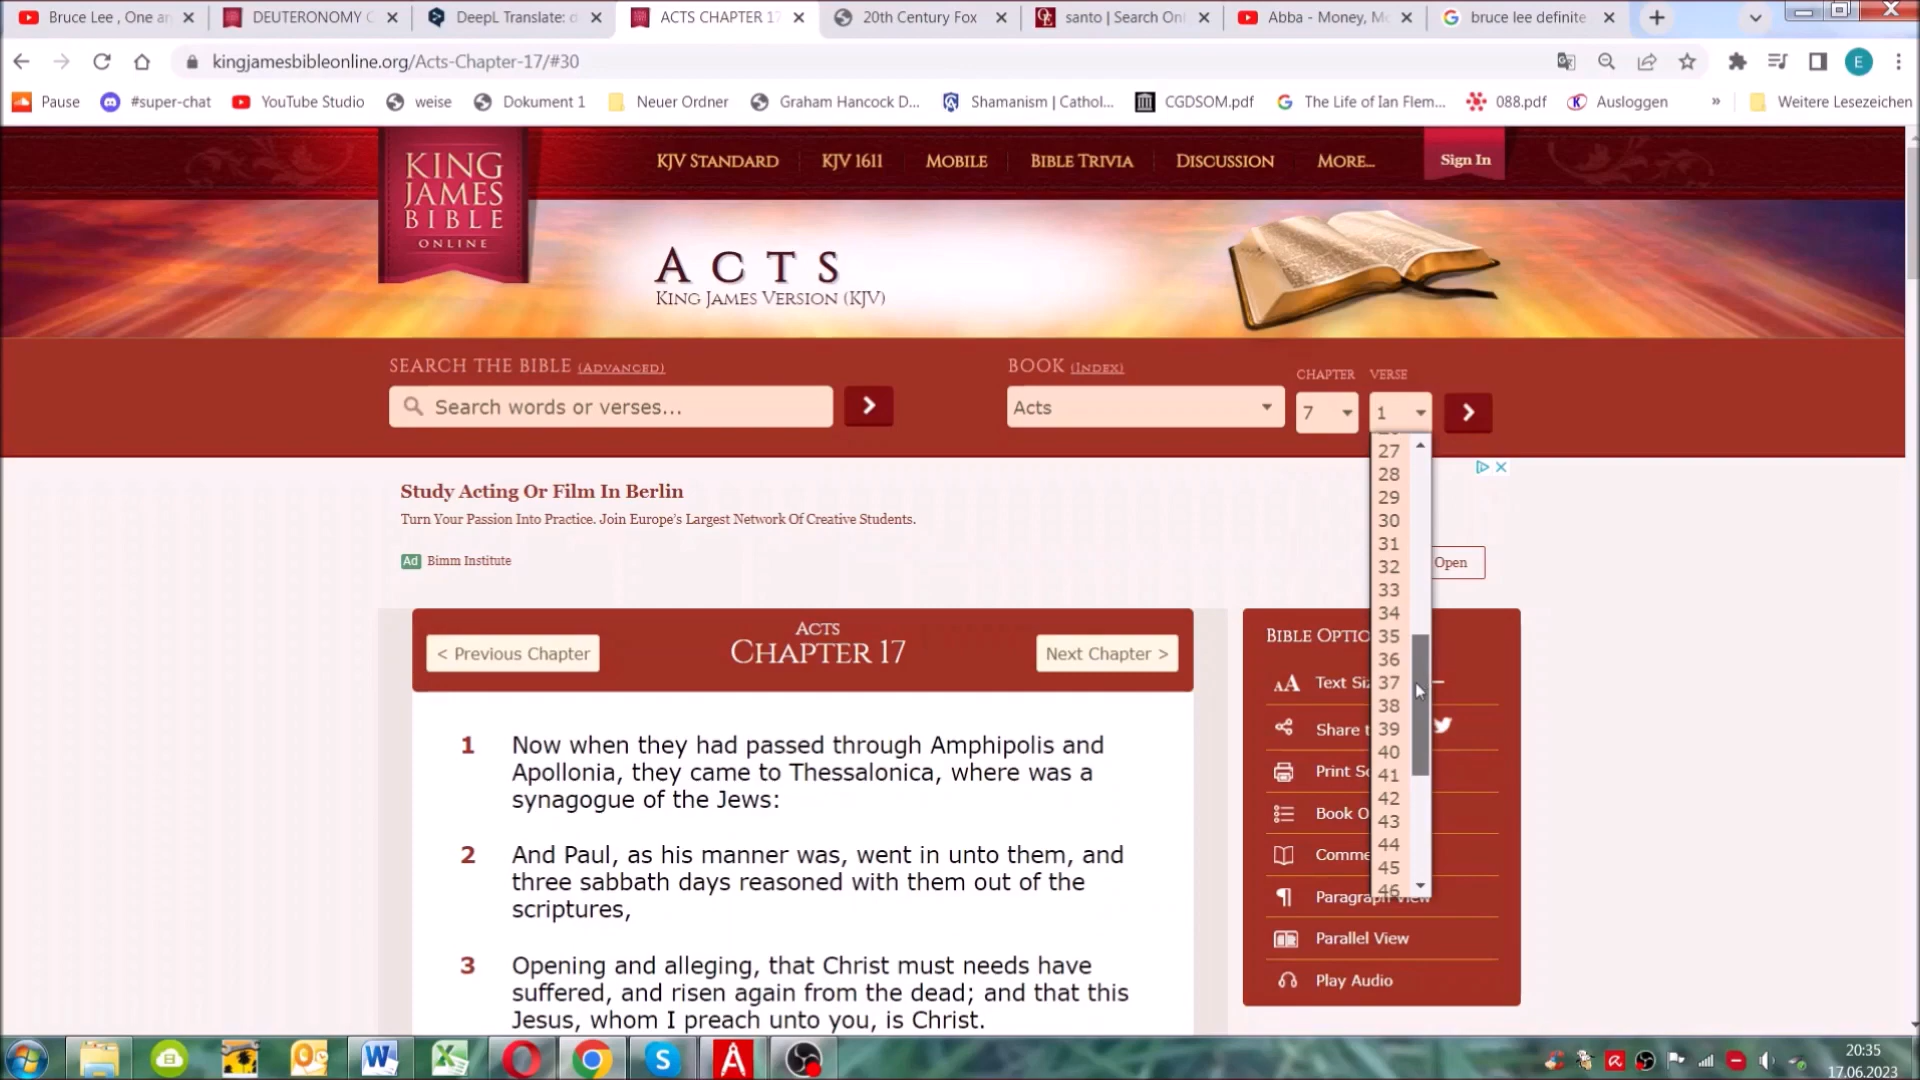 Bruce Lee , One an
DEUTERONOMY C
DeepL Translate: d
ACTS CHAPTER 17
20th Century Fox
santo | Search Onl
Abba - Money, Mo
bruce lee definite
kingjamesbibleonline.org/Acts-Chapter-17/#30
E
Pause
#super-chat
YouTube Studio
weise
Dokument 1
Neuer Ordner
Graham Hancock D...
Shamanism | Cathol...
CGDSOM.pdf
The Life of Ian Flem...
088.pdf
Ausloggen
»
Weitere Lesezeichen
KING
JAMES
BIBLE
ONLINE
KJV STANDARD
KJV 1611
MOBILE
BIBLE TRIVIA
DISCUSSION
MORE...
Sign In
ACTS
KING JAMES VERSION (KJV)
SEARCH THE BIBLE (ADVANCED)
Search words or verses...
BOOK (INDEX)
Acts
CHAPTER
7
VERSE
1
27
28
29
30
31
32
33
34
35
36
37
38
39
40
41
42
43
44
45
46
Study Acting Or Film In Berlin
Turn Your Passion Into Practice. Join Europe's Largest Network Of Creative Students.
Ad Bimm Institute
Open
< Previous Chapter
ACTS
CHAPTER 17
Next Chapter >
1 Now when they had passed through Amphipolis and
Apollonia, they came to Thessalonica, where was a
synagogue of the Jews:
2 And Paul, as his manner was, went in unto them, and
three sabbath days reasoned with them out of the
scriptures,
3 Opening and alleging, that Christ must needs have
suffered, and risen again from the dead; and that this
Jesus, whom I preach unto you, is Christ.
BIBLE OPTIO
AA Text Siz
Share t
Print Sc
Book O
Comme
Paragraph View
Parallel View
Play Audio
20:35
17.06.2023